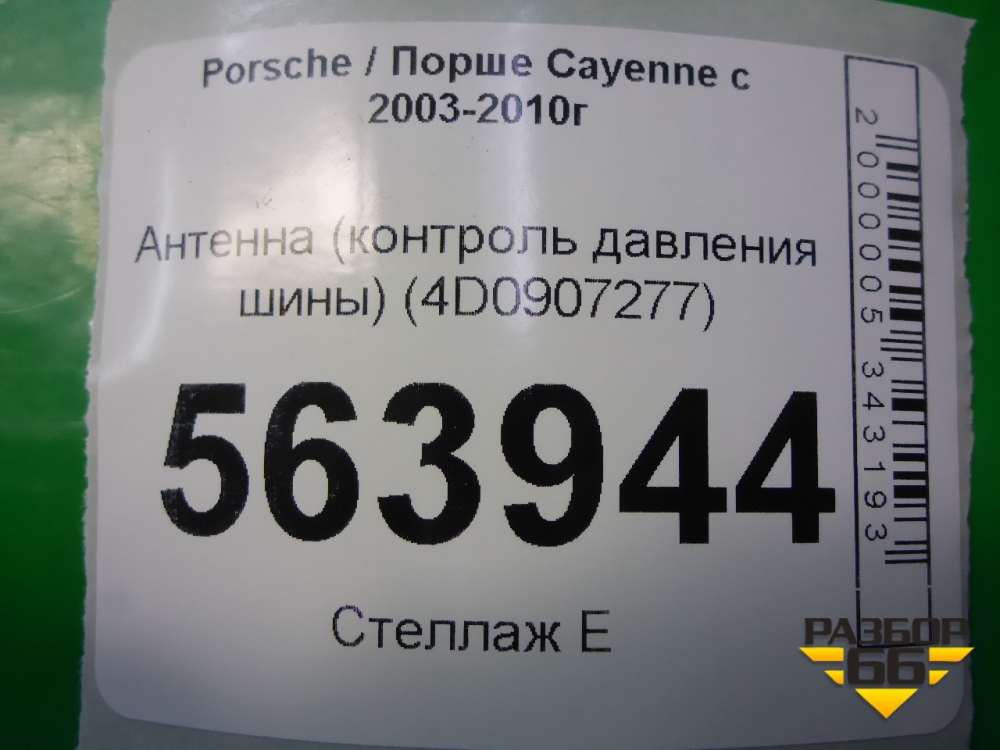 Porsche / Порше Cayenne с
2003-2010г
Антенна (контроль давления
шины) (4D0907277)
563944
Стеллаж Е
2000005343193
РАЗБОР
66